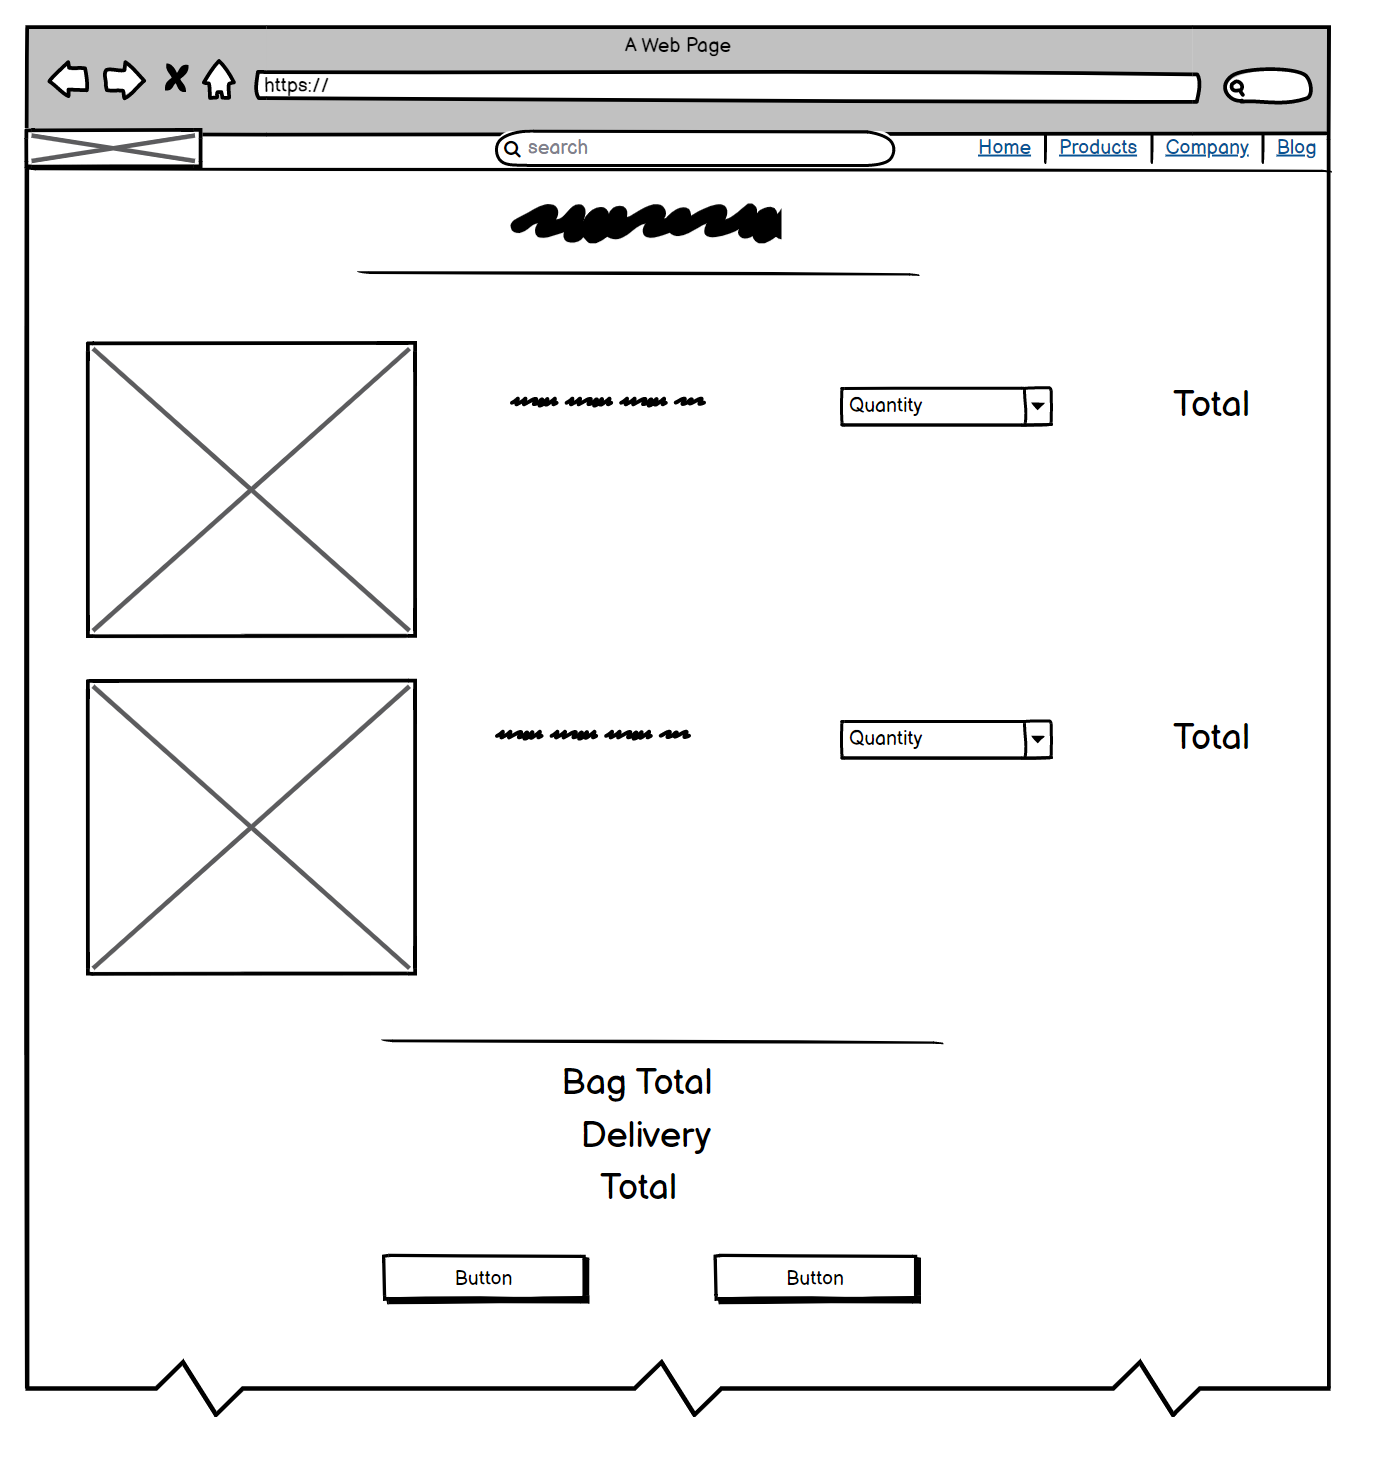 A Web Page
https://
search
Home Products Company Blog
Quantity
Total
Quantity
Total
Bag Total
Delivery
Total
Button Button